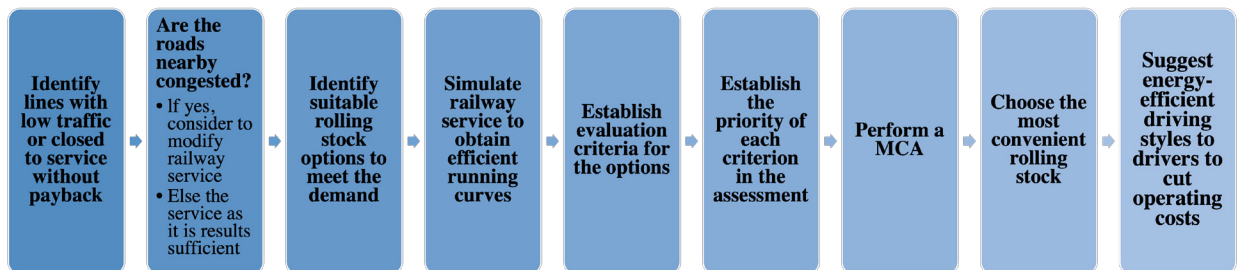 Identify
lines with
low traffic
or closed
to service
without
payback
Are the
roads
nearby
congested?
• If yes,
consider to
modify
railway
service
• Else the
service as
it is results
sufficient
Identify
suitable
rolling
stock
options to
meet the
demand
Simulate
railway
service to
obtain
efficient
running
curves
Establish
evaluation
criteria for
the options
Establish
the
priority of
each
criterion
in the
assessment
Perform a
MCA
Choose the
most
convenient
rolling
stock
Suggest
energy-
efficient
driving
styles to
drivers to
cut
operating
costs